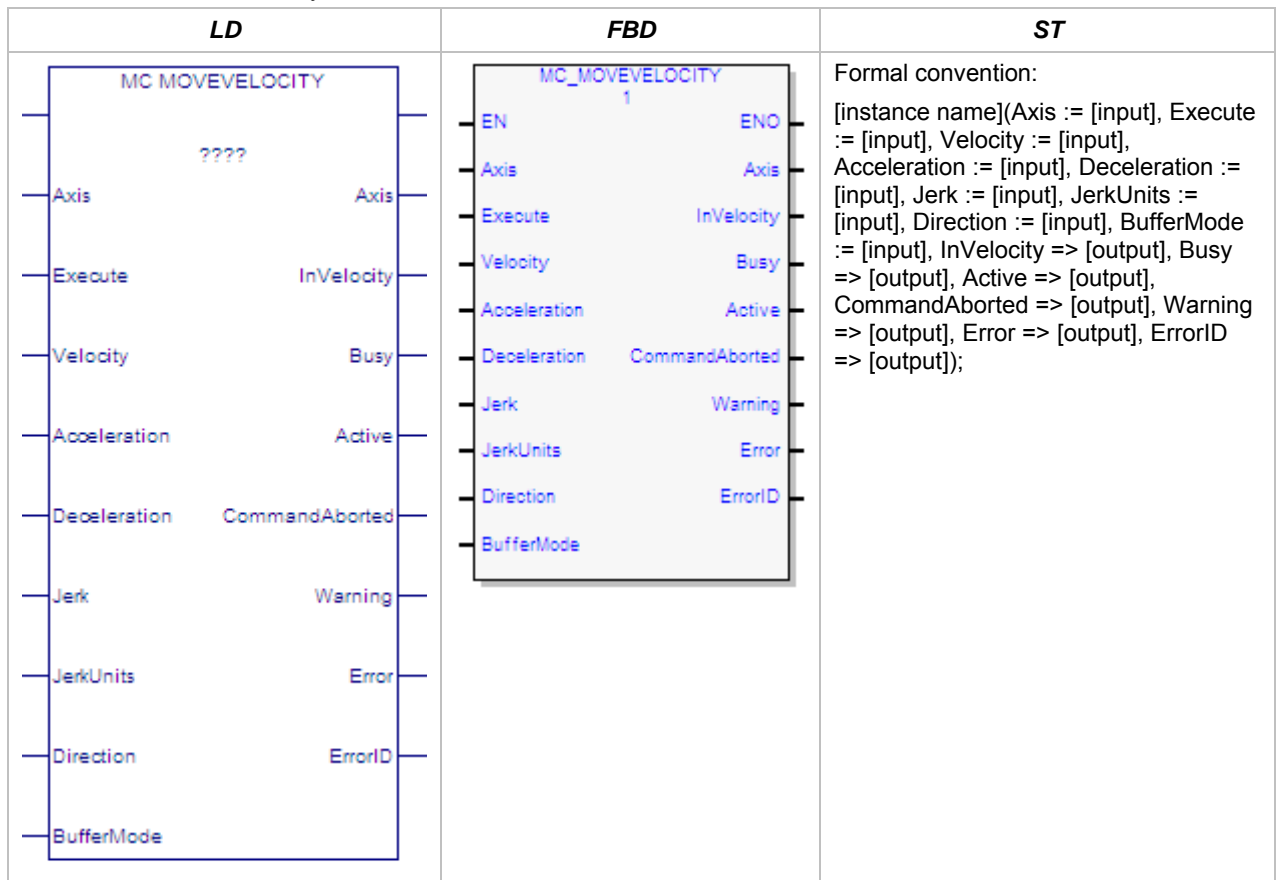 LD
FBD
ST
MC MOVEVELOCITY
????
Axis
Axis
Execute
InVelocity
Velocity
Busy
Acceleration
Active
Deceleration
CommandAborted
Jerk
Warning
JerkUnits
Error
Direction
ErrorID
BufferMode
MC_MOVEVELOCITY
1
EN
ENO
Axis
Axis
Execute
InVelocity
Velocity
Busy
Acceleration
Active
Deceleration
CommandAborted
Jerk
Warning
JerkUnits
Error
Direction
ErrorID
BufferMode
Formal convention:
[instance name](Axis := [input], Execute
:= [input], Velocity := [input],
Acceleration := [input], Deceleration :=
[input], Jerk := [input], JerkUnits :=
[input], Direction := [input], BufferMode
:= [input], InVelocity => [output], Busy
=> [output], Active => [output],
CommandAborted => [output], Warning
=> [output], Error => [output], ErrorID
=> [output]);